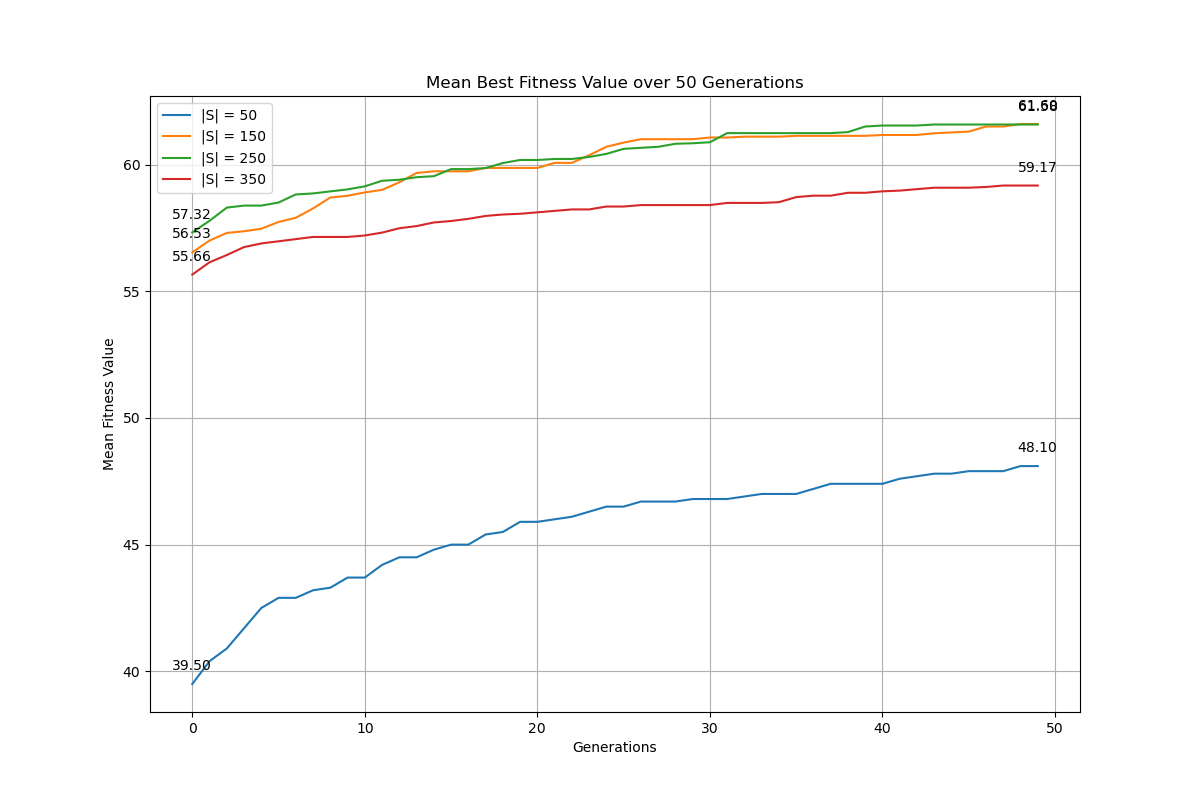 Mean Best Fitness Value over 50 Generations
|S| = 50
|S| = 150
|S| = 250
|S| = 350
59.17
57.32
56.53
55.66
48.10
39.50
60
55
50
45
40
Mean Fitness Value
0
10
20
30
40
50
Generations